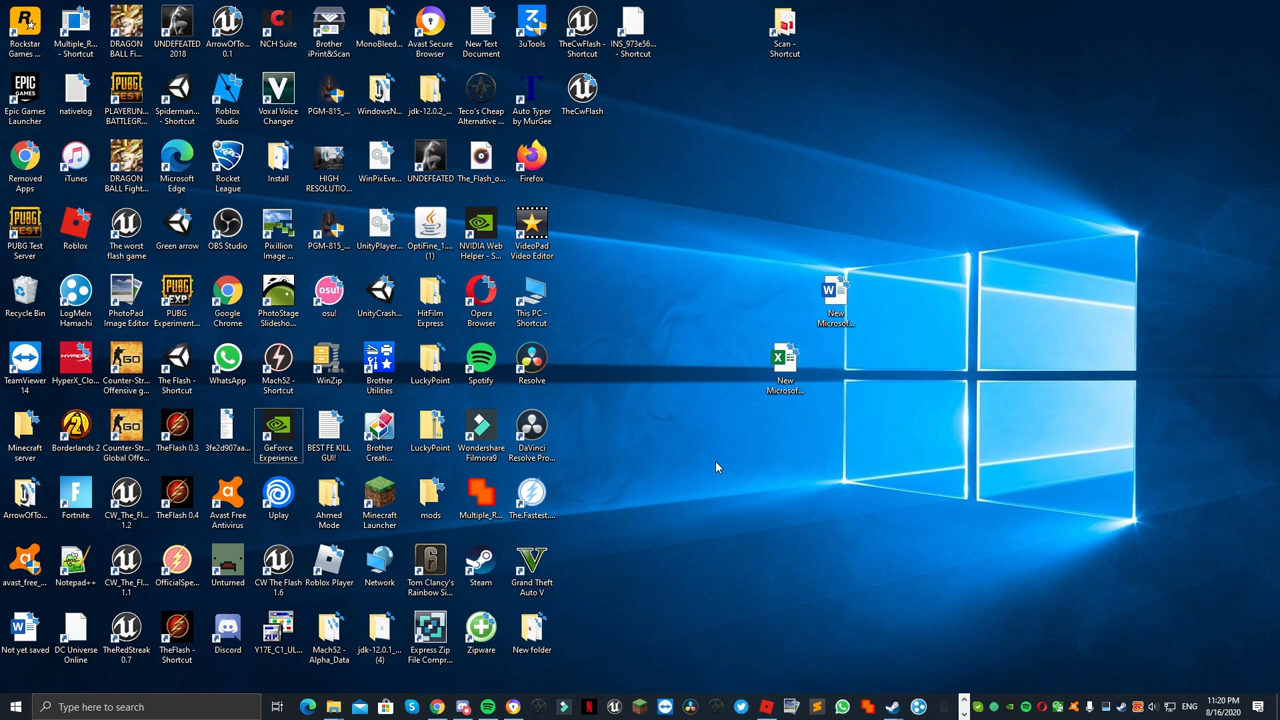 Rockstar
Games ...
Multiple_R...
- Shortcut
DRAGON
BALL Fi...
UNDEFEATED
2018
ArrowOfTo...
0.1
NCH Suite
Brother
iPrint&Scan
MonoBleed...
Avast Secure
Browser
New Text
Document
3uTools
TheCwFlash -
Shortcut
INS_973e56...
- Shortcut
Scan -
Shortcut
Epic Games
Launcher
nativelog
PLAYERUN...
BATTLEGR...
Spiderman...
- Shortcut
Roblox
Studio
Voxal Voice
Changer
PGM-815_...
WindowsN...
jdk-12.0.2_...
Teco's Cheap
Alternative ...
Auto Typer
by MurGee
TheCwFlash
Removed
Apps
iTunes
DRAGON
BALL Fight...
Microsoft
Edge
Rocket
League
Install
HIGH
RESOLUTIO...
WinPixEve...
UNDEFEATED
The_Flash_o...
Firefox
PUBG Test
Server
Roblox
The worst
flash game
Green arrow
OBS Studio
Pixillion
Image ...
PGM-815_...
UnityPlayer...
OptiFine_1....
(1)
NVIDIA Web
Helper - S...
VideoPad
Video Editor
Recycle Bin
LogMeIn
Hamachi
PhotoPad
Image Editor
PUBG
Experiment...
Google
Chrome
PhotoStage
Slidesho...
osu!
UnityCrash...
HitFilm
Express
Opera
Browser
This PC -
Shortcut
New
Microsof...
TeamViewer
14
HyperX_Clo...
Counter-Str...
Offensive g...
The Flash -
Shortcut
WhatsApp
Mach52 -
Shortcut
WinZip
Brother
Utilities
LuckyPoint
Spotify
Resolve
New
Microsof...
Minecraft
server
Borderlands 2
Counter-Str...
Global Offe...
TheFlash 0.3
3fe2d907aa...
GeForce
Experience
BEST FE KILL
GUI!
Brother
Creati...
LuckyPoint
Wondershare
Filmora9
DaVinci
Resolve Pro...
ArrowOfTo...
Fortnite
CW_The_Fl...
1.2
TheFlash 0.4
Avast Free
Antivirus
Uplay
Ahmed
Mode
Minecraft
Launcher
mods
Multiple_R...
The.Fastest....
avast_free_...
Notepad++
CW_The_Fl...
1.1
OfficialSpe...
Unturned
CW The Flash
1.6
Roblox Player
Network
Tom Clancy's
Rainbow Si...
Steam
Grand Theft
Auto V
Not yet saved
DC Universe
Online
TheRedStreak
0.7
TheFlash -
Shortcut
Discord
Y17E_C1_UL...
Mach52 -
Alpha_Data
jdk-12.0.1_...
(4)
Express Zip
File Compr...
Zipware
New folder
Type here to search
ENG
11:20 PM
8/16/2020